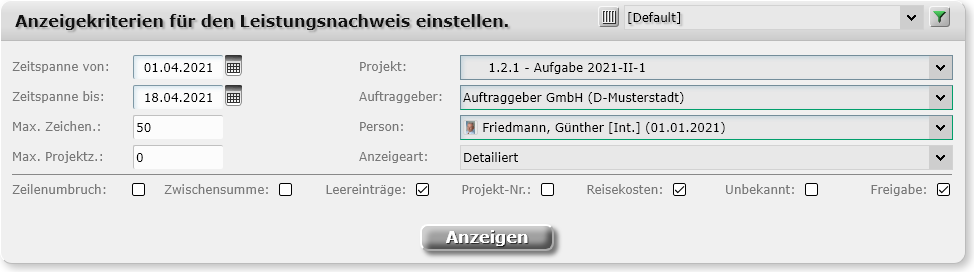 Anzeigekriterien für den Leistungsnachweis einstellen. [Default]
Zeitspanne von: 01.04.2021 Projekt: 1.2.1 - Aufgabe 2021-II-1
Zeitspanne bis: 18.04.2021 Auftraggeber: Auftraggeber GmbH (D-Musterstadt)
Max. Zeichen.: 50 Person: Friedmann, Günther [Int.] (01.01.2021)
Max. Projektz.: 0 Anzeigeart: Detailiert
Zeilenumbruch: Zwischensumme: Leereinträge: Projekt-Nr.: Reisekosten: Unbekannt: Freigabe:
Anzeigen